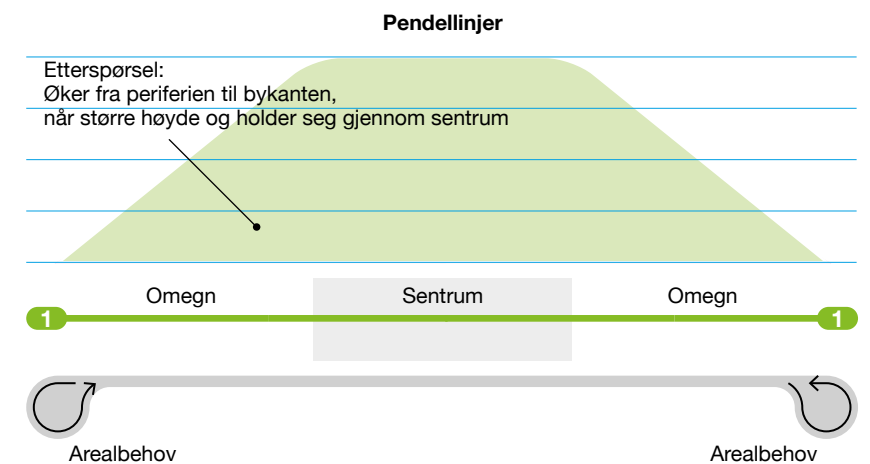 Pendellinjer
Etterspørsel:
Øker fra periferien til bykanten,
når større høyde og holder seg gjennom sentrum
Omegn Sentrum Omegn
1 1
Arealbehov Arealbehov